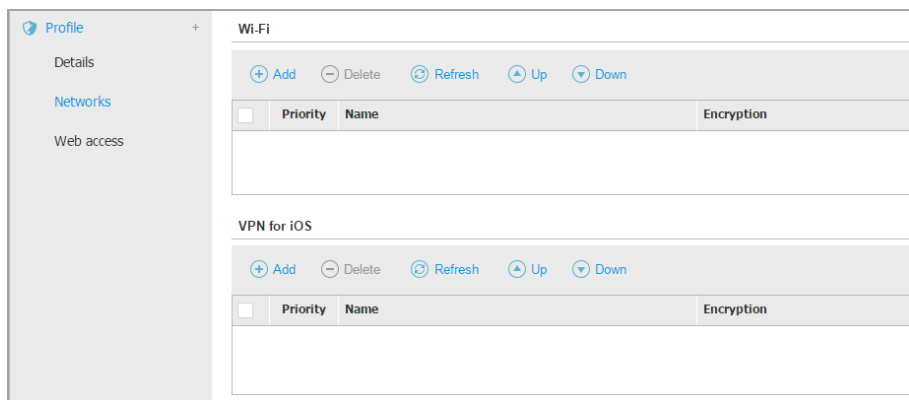 Profile +
Details
Networks
Web access
Wi-Fi
Add Delete Refresh Up Down
Priority Name Encryption
VPN for iOS
Add Delete Refresh Up Down
Priority Name Encryption